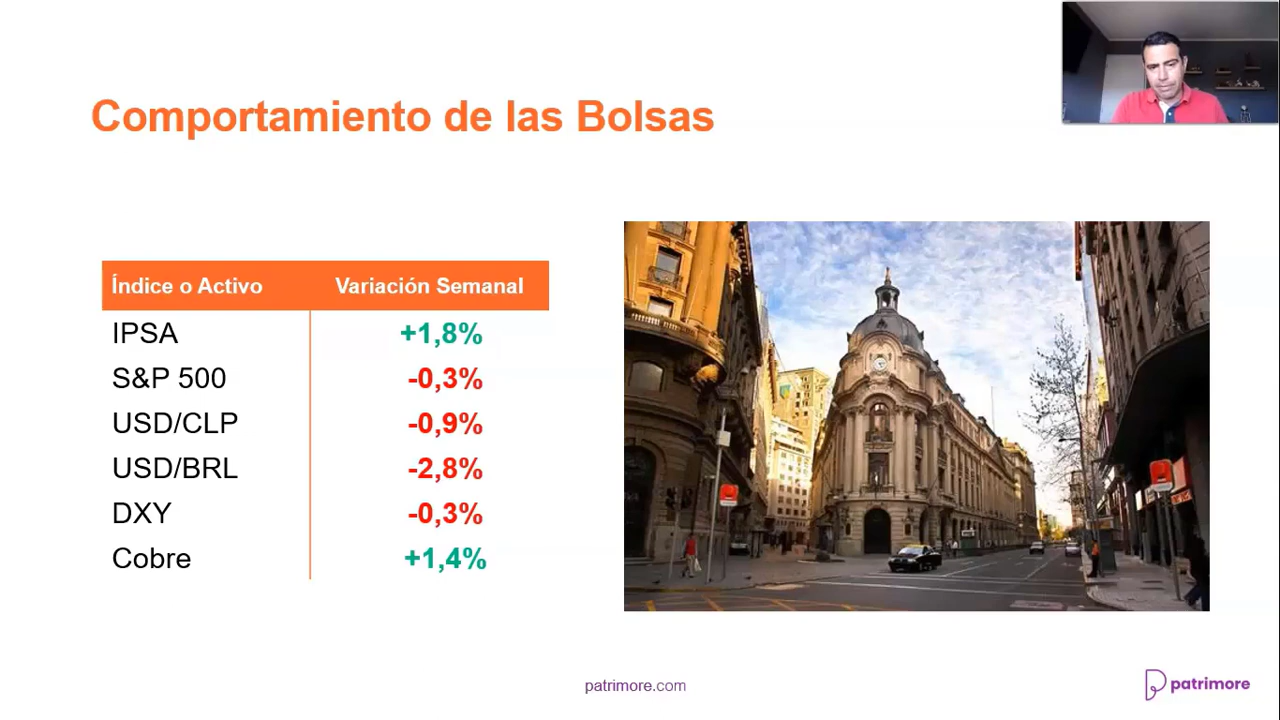 Comportamiento de las Bolsas
Índice o Activo Variación Semanal
IPSA +1,8%
S&P 500 -0,3%
USD/CLP -0,9%
USD/BRL -2,8%
DXY -0,3%
Cobre +1,4%
patrimore.com
patrimore